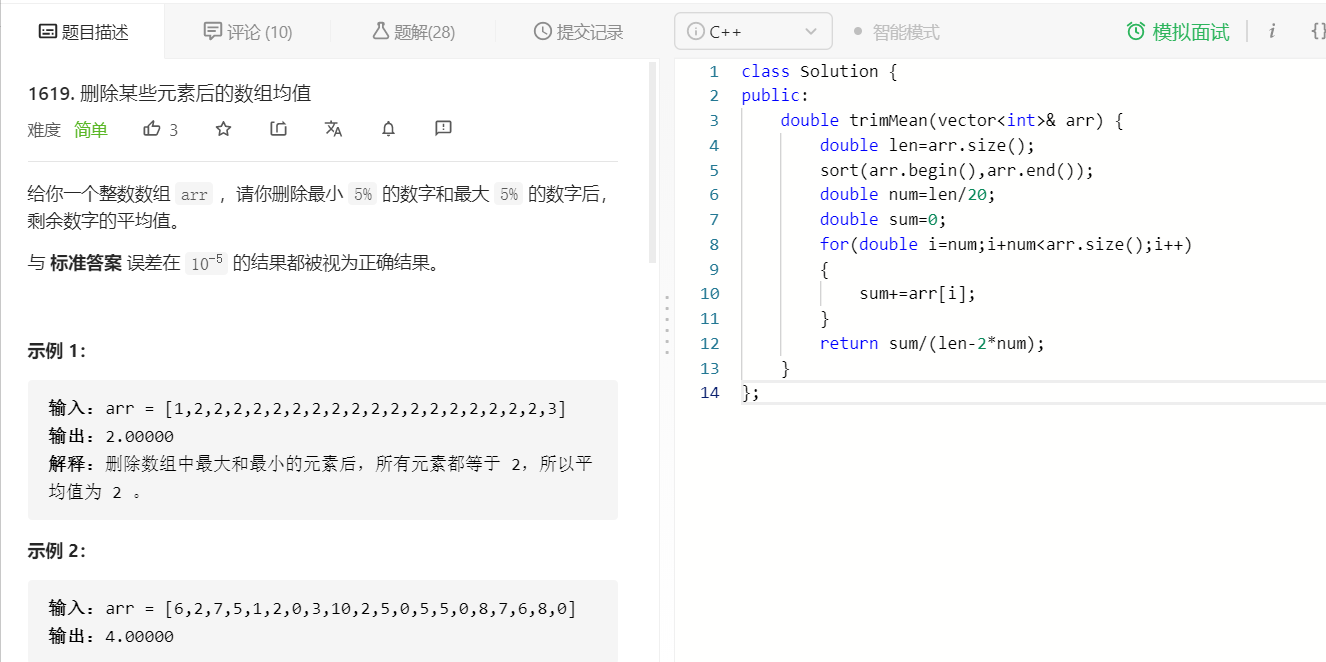 题目描述
评论 (10)
题解(28)
提交记录
1619. 删除某些元素后的数组均值
难度 简单 3
给你一个整数数组 arr ，请你删除最小 5% 的数字和最大 5% 的数字后，
剩余数字的平均值。
与 标准答案 误差在 10⁻⁵ 的结果都被视为正确结果。
示例 1：
输入：arr = [1,2,2,2,2,2,2,2,2,2,2,2,2,2,2,2,2,2,2,3]
输出：2.00000
解释：删除数组中最大和最小的元素后，所有元素都等于 2，所以平
均值为 2 。
示例 2：
输入：arr = [6,2,7,5,1,2,0,3,10,2,5,0,5,5,0,8,7,6,8,0]
输出：4.00000
C++
智能模式
模拟面试
i
{}
1 class Solution {
2 public:
3     double trimMean(vector<int>& arr) {
4         double len=arr.size();
5         sort(arr.begin(),arr.end());
6         double num=len/20;
7         double sum=0;
8         for(double i=num;i+num<arr.size();i++)
9         {
10             sum+=arr[i];
11         }
12         return sum/(len-2*num);
13     }
14 };